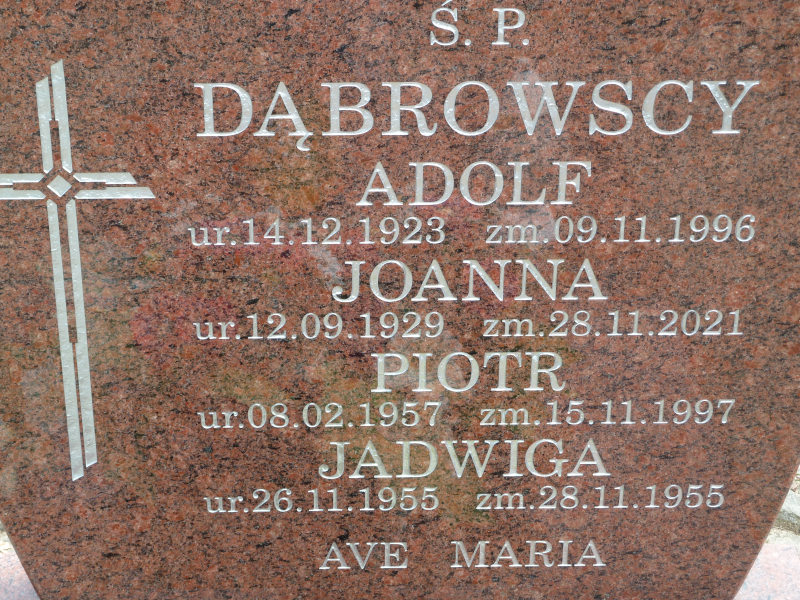 Ś. P.
DĄBROWSCY
ADOLF
ur.14.12.1923 zm.09.11.1996
JOANNA
ur.12.09.1929 zm.28.11.2021
PIOTR
ur.08.02.1957 zm.15.11.1997
JADWIGA
ur.26.11.1955 zm.28.11.1955
AVE MARIA